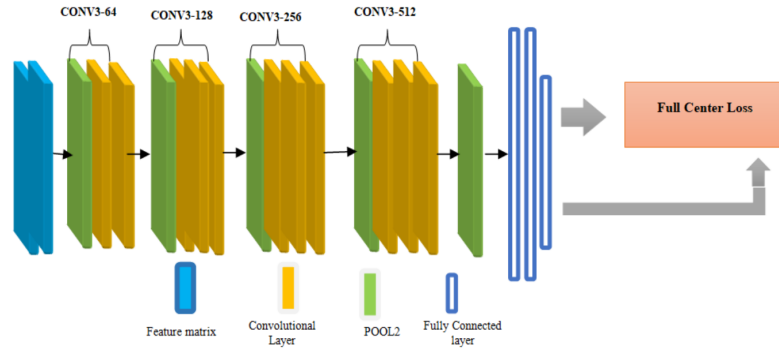 CONV3-64
CONV3-128
CONV3-256
CONV3-512
Full Center Loss
Feature matrix
Convolutional
Layer
POOL2
Fully Connected
layer